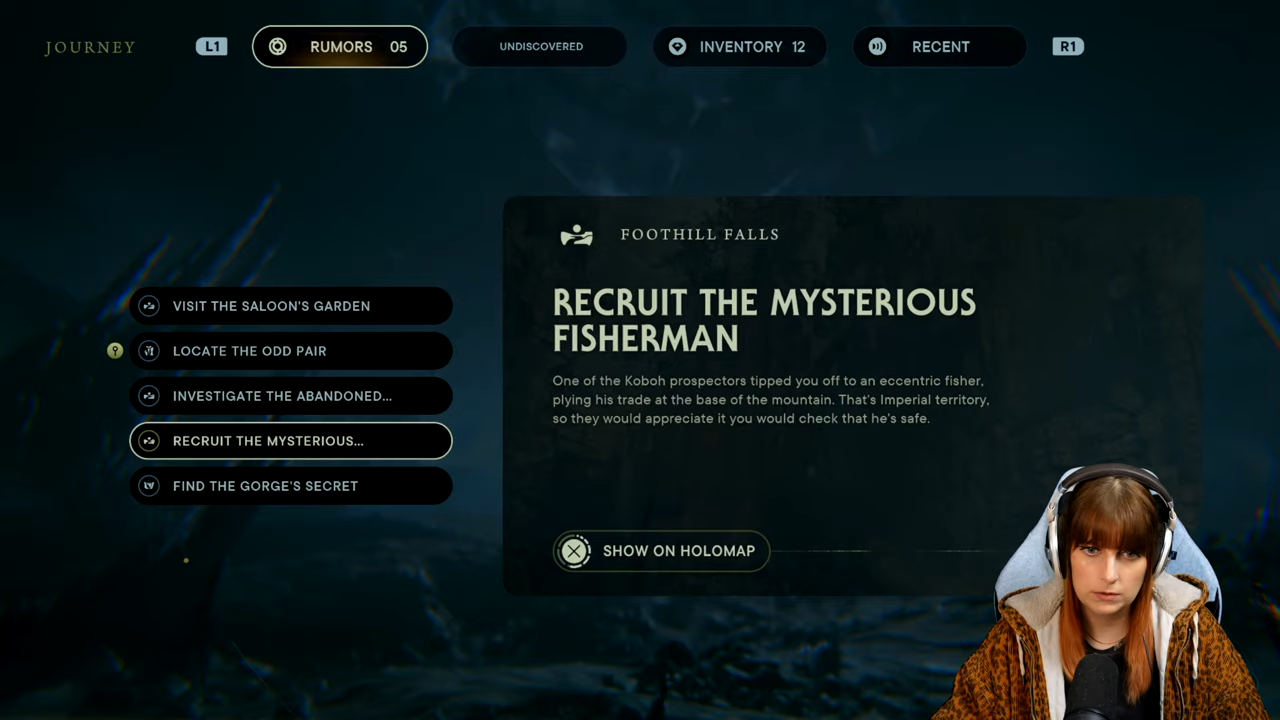 JOURNEY
L1
RUMORS 05
UNDISCOVERED
INVENTORY 12
RECENT
R1
VISIT THE SALOON'S GARDEN
LOCATE THE ODD PAIR
INVESTIGATE THE ABANDONED...
RECRUIT THE MYSTERIOUS...
FIND THE GORGE'S SECRET
FOOTHILL FALLS
RECRUIT THE MYSTERIOUS
FISHERMAN
One of the Koboh prospectors tipped you off to an eccentric fisher,
plying his trade at the base of the mountain. That's Imperial territory,
so they would appreciate it you would check that he's safe.
SHOW ON HOLOMAP